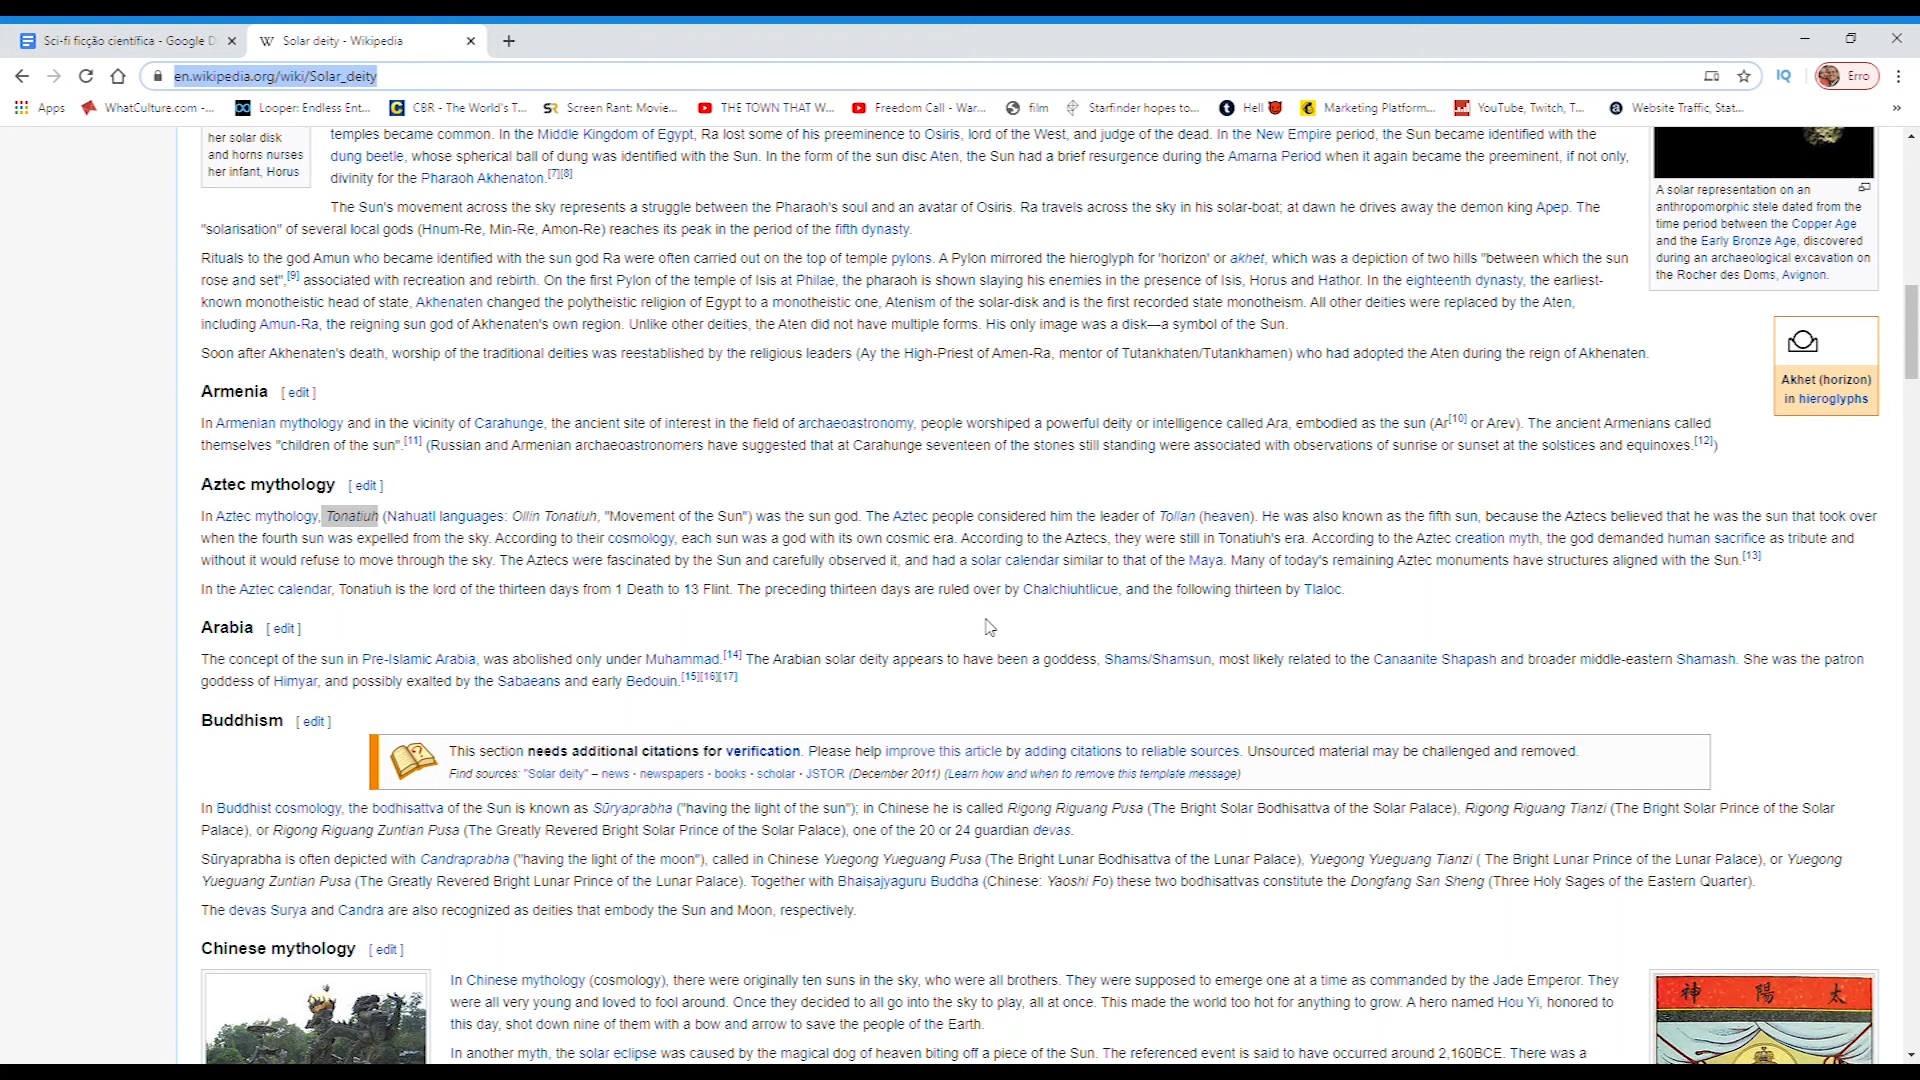 Sci-fi ficção científica - Google D
Solar deity - Wikipedia
en.wikipedia.org/wiki/Solar_deity
IQ
Erro
Apps
WhatCulture.com -...
Looper: Endless Ent...
CBR - The World's T...
Screen Rant: Movie...
THE TOWN THAT W...
Freedom Call - War...
film
Starfinder hopes to...
Hell
Marketing Platform...
YouTube, Twitch, T...
Website Traffic, Stat...
her solar disk
and horns nurses
her infant, Horus
temples became common. In the Middle Kingdom of Egypt, Ra lost some of his preeminence to Osiris, lord of the West, and judge of the dead. In the New Empire period, the Sun became identified with the
dung beetle, whose spherical ball of dung was identified with the Sun. In the form of the sun disc Aten, the Sun had a brief resurgence during the Amarna Period when it again became the preeminent, if not only,
divinity for the Pharaoh Akhenaton.[7][8]
The Sun's movement across the sky represents a struggle between the Pharaoh's soul and an avatar of Osiris. Ra travels across the sky in his solar-boat; at dawn he drives away the demon king Apep. The
"solarisation" of several local gods (Hnum-Re, Min-Re, Amon-Re) reaches its peak in the period of the fifth dynasty.
Rituals to the god Amun who became identified with the sun god Ra were often carried out on the top of temple pylons. A Pylon mirrored the hieroglyph for 'horizon' or akhet, which was a depiction of two hills "between which the sun
rose and set",[9] associated with recreation and rebirth. On the first Pylon of the temple of Isis at Philae, the pharaoh is shown slaying his enemies in the presence of Isis, Horus and Hathor. In the eighteenth dynasty, the earliest-
known monotheistic head of state, Akhenaten changed the polytheistic religion of Egypt to a monotheistic one, Atenism of the solar-disk and is the first recorded state monotheism. All other deities were replaced by the Aten,
including Amun-Ra, the reigning sun god of Akhenaten's own region. Unlike other deities, the Aten did not have multiple forms. His only image was a disk—a symbol of the Sun.
Soon after Akhenaten's death, worship of the traditional deities was reestablished by the religious leaders (Ay the High-Priest of Amen-Ra, mentor of Tutankhaten/Tutankhamen) who had adopted the Aten during the reign of Akhenaten.
A solar representation on an
anthropomorphic stele dated from the
time period between the Copper Age
and the Early Bronze Age, discovered
during an archaeological excavation on
the Rocher des Doms, Avignon.
Akhet (horizon)
in hieroglyphs
Armenia [ edit ]
In Armenian mythology and in the vicinity of Carahunge, the ancient site of interest in the field of archaeoastronomy, people worshiped a powerful deity or intelligence called Ara, embodied as the sun (Ar[10] or Arev). The ancient Armenians called
themselves "children of the sun".[11] (Russian and Armenian archaeoastronomers have suggested that at Carahunge seventeen of the stones still standing were associated with observations of sunrise or sunset at the solstices and equinoxes.[12])
Aztec mythology [ edit ]
In Aztec mythology, Tonatiuh (Nahuatl languages: Ollin Tonatiuh, "Movement of the Sun") was the sun god. The Aztec people considered him the leader of Tollan (heaven). He was also known as the fifth sun, because the Aztecs believed that he was the sun that took over
when the fourth sun was expelled from the sky. According to their cosmology, each sun was a god with its own cosmic era. According to the Aztecs, they were still in Tonatiuh's era. According to the Aztec creation myth, the god demanded human sacrifice as tribute and
without it would refuse to move through the sky. The Aztecs were fascinated by the Sun and carefully observed it, and had a solar calendar similar to that of the Maya. Many of today's remaining Aztec monuments have structures aligned with the Sun.[13]
In the Aztec calendar, Tonatiuh is the lord of the thirteen days from 1 Death to 13 Flint. The preceding thirteen days are ruled over by Chalchiuhtlicue, and the following thirteen by Tlaloc.
Arabia [ edit ]
The concept of the sun in Pre-Islamic Arabia, was abolished only under Muhammad.[14] The Arabian solar deity appears to have been a goddess, Shams/Shamsun, most likely related to the Canaanite Shapash and broader middle-eastern Shamash. She was the patron
goddess of Himyar, and possibly exalted by the Sabaeans and early Bedouin.[15][16][17]
Buddhism [ edit ]
This section needs additional citations for verification. Please help improve this article by adding citations to reliable sources. Unsourced material may be challenged and removed.
Find sources: "Solar deity" – news · newspapers · books · scholar · JSTOR (December 2011) (Learn how and when to remove this template message)
In Buddhist cosmology, the bodhisattva of the Sun is known as Sūryaprabha ("having the light of the sun"); in Chinese he is called Rigong Riguang Pusa (The Bright Solar Bodhisattva of the Solar Palace), Rigong Riguang Tianzi (The Bright Solar Prince of the Solar
Palace), or Rigong Riguang Zuntian Pusa (The Greatly Revered Bright Solar Prince of the Solar Palace), one of the 20 or 24 guardian devas.
Sūryaprabha is often depicted with Candraprabha ("having the light of the moon"), called in Chinese Yuegong Yueguang Pusa (The Bright Lunar Bodhisattva of the Lunar Palace), Yuegong Yueguang Tianzi ( The Bright Lunar Prince of the Lunar Palace), or Yuegong
Yueguang Zuntian Pusa (The Greatly Revered Bright Lunar Prince of the Lunar Palace). Together with Bhaiṣajyaguru Buddha (Chinese: Yaoshi Fo) these two bodhisattvas constitute the Dongfang San Sheng (Three Holy Sages of the Eastern Quarter).
The devas Surya and Candra are also recognized as deities that embody the Sun and Moon, respectively.
Chinese mythology [ edit ]
In Chinese mythology (cosmology), there were originally ten suns in the sky, who were all brothers. They were supposed to emerge one at a time as commanded by the Jade Emperor. They
were all very young and loved to fool around. Once they decided to all go into the sky to play, all at once. This made the world too hot for anything to grow. A hero named Hou Yi, honored to
this day, shot down nine of them with a bow and arrow to save the people of the Earth.
In another myth, the solar eclipse was caused by the magical dog of heaven biting off a piece of the Sun. The referenced event is said to have occurred around 2,160BCE. There was a
神 陽 太